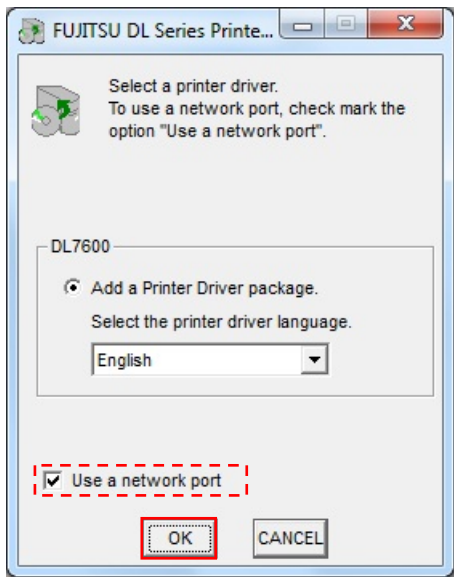 FUJITSU DL Series Printe...
Select a printer driver.
To use a network port, check mark the
option "Use a network port".
DL7600
Add a Printer Driver package.
Select the printer driver language.
English
Use a network port
OK
CANCEL